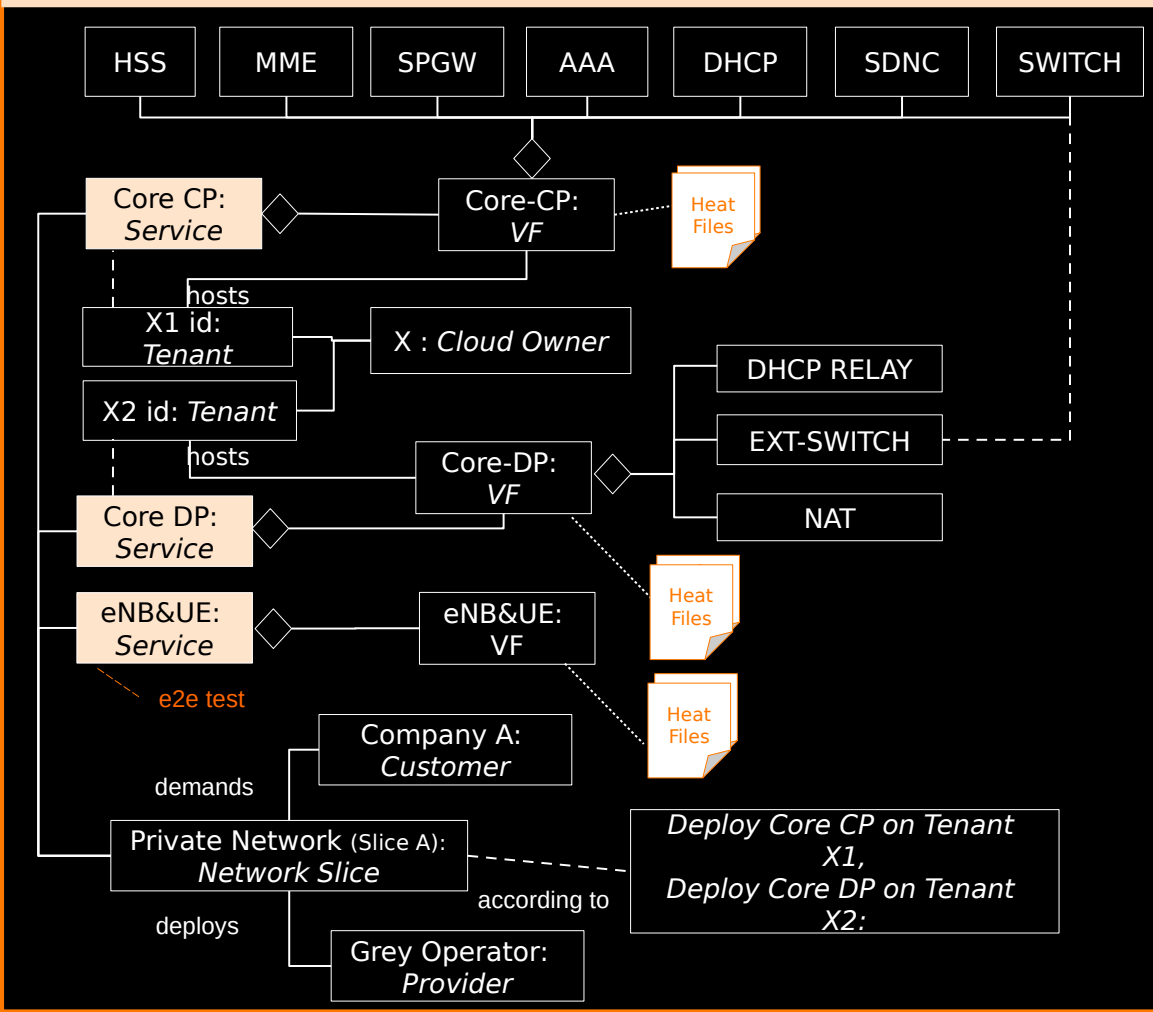 HSS
MME
SPGW
AAA
DHCP
SDNC
SWITCH
Core CP:
Service
Core-CP:
VF
Heat
Files
hosts
X1 id:
Tenant
X : Cloud Owner
X2 id: Tenant
hosts
DHCP RELAY
EXT-SWITCH
NAT
Core-DP:
VF
Core DP:
Service
Heat
Files
eNB&UE:
Service
eNB&UE:
VF
e2e test
Heat
Files
Company A:
Customer
demands
Private Network (Slice A):
Network Slice
according to
Deploy Core CP on Tenant
X1,
Deploy Core DP on Tenant
X2:
deploys
Grey Operator:
Provider